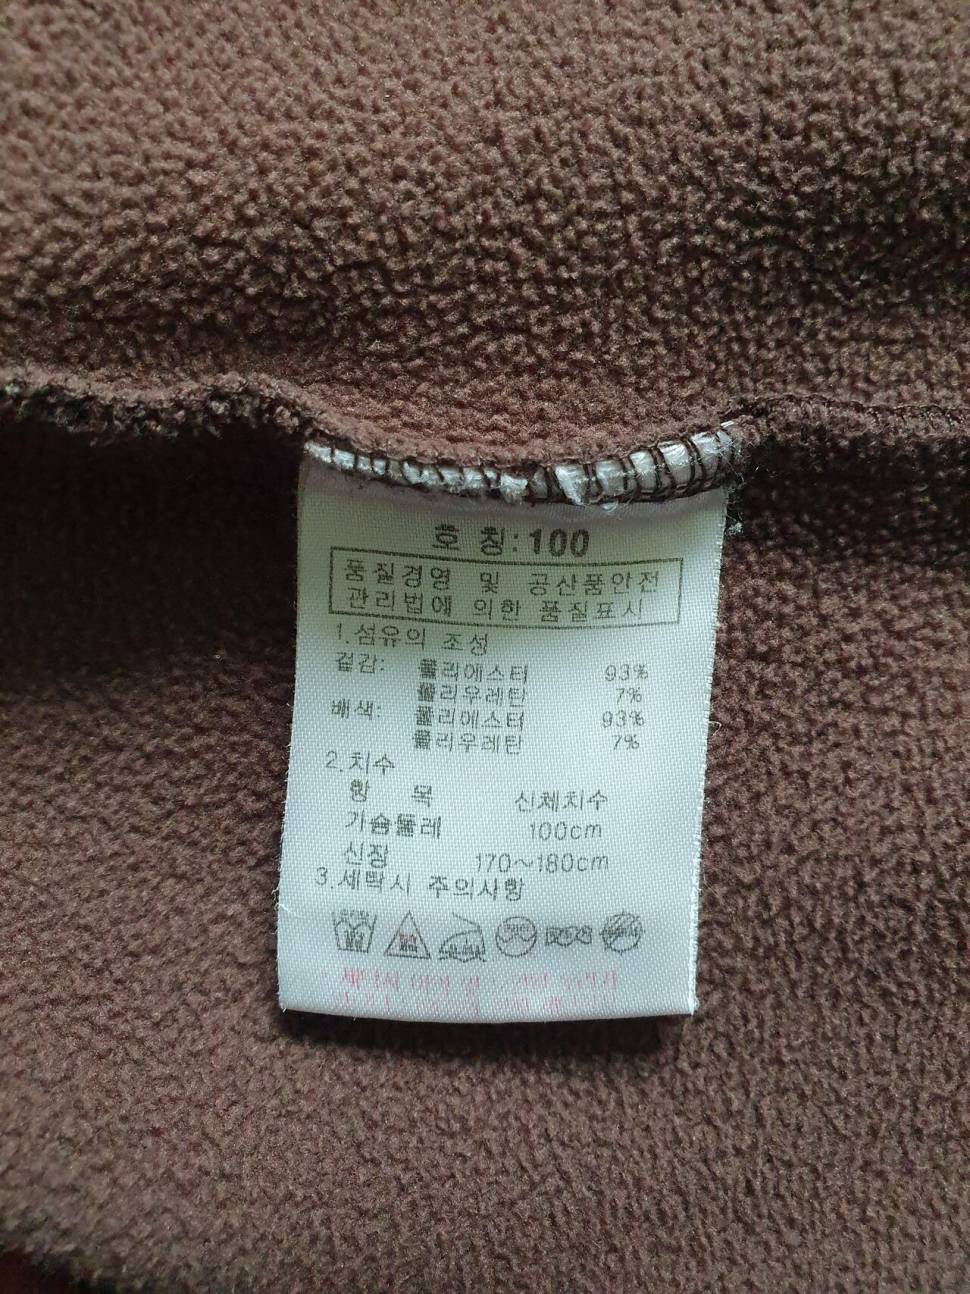 호 칭:100
품질경영 및 공산품안전
관리법에 의한 품질표시
1.섬유의 조성
겉감: 폴리에스터 93%
폴리우레탄 7%
배색: 폴리에스터 93%
폴리우레탄 7%
2.치수
항 목 신체치수
가슴둘레 100cm
신장 170~180cm
3.세탁시 주의사항